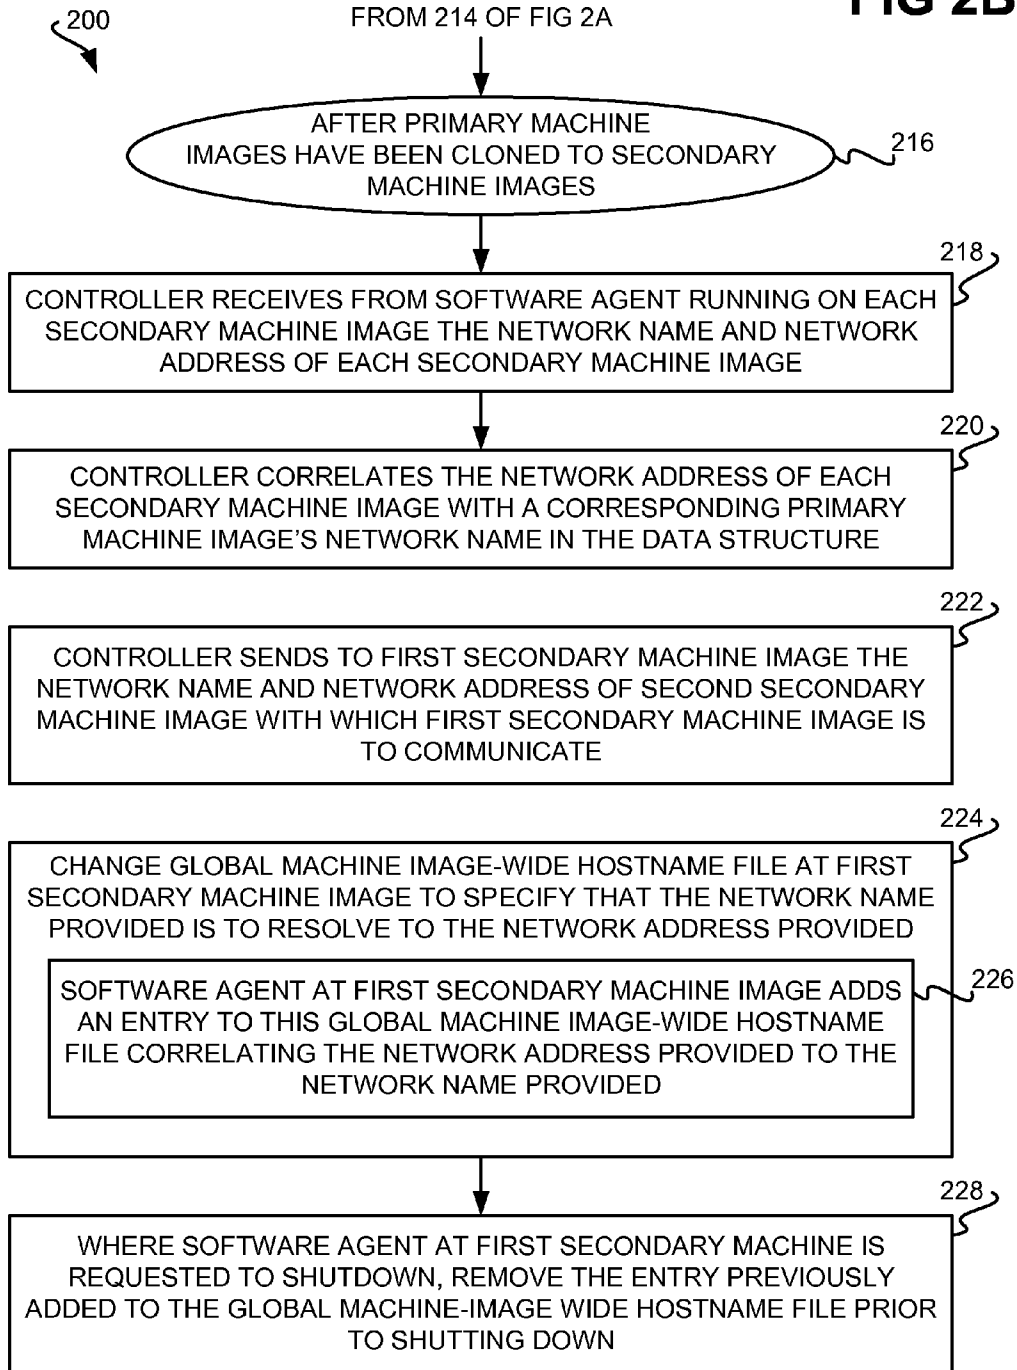 FIG 2B
200
FROM 214 OF FIG 2A
AFTER PRIMARY MACHINE
IMAGES HAVE BEEN CLONED TO SECONDARY
MACHINE IMAGES
216
218
CONTROLLER RECEIVES FROM SOFTWARE AGENT RUNNING ON EACH
SECONDARY MACHINE IMAGE THE NETWORK NAME AND NETWORK
ADDRESS OF EACH SECONDARY MACHINE IMAGE
220
CONTROLLER CORRELATES THE NETWORK ADDRESS OF EACH
SECONDARY MACHINE IMAGE WITH A CORRESPONDING PRIMARY
MACHINE IMAGE'S NETWORK NAME IN THE DATA STRUCTURE
222
CONTROLLER SENDS TO FIRST SECONDARY MACHINE IMAGE THE
NETWORK NAME AND NETWORK ADDRESS OF SECOND SECONDARY
MACHINE IMAGE WITH WHICH FIRST SECONDARY MACHINE IMAGE IS
TO COMMUNICATE
224
CHANGE GLOBAL MACHINE IMAGE-WIDE HOSTNAME FILE AT FIRST
SECONDARY MACHINE IMAGE TO SPECIFY THAT THE NETWORK NAME
PROVIDED IS TO RESOLVE TO THE NETWORK ADDRESS PROVIDED
SOFTWARE AGENT AT FIRST SECONDARY MACHINE IMAGE ADDS
AN ENTRY TO THIS GLOBAL MACHINE IMAGE-WIDE HOSTNAME
FILE CORRELATING THE NETWORK ADDRESS PROVIDED TO THE
NETWORK NAME PROVIDED
226
228
WHERE SOFTWARE AGENT AT FIRST SECONDARY MACHINE IS
REQUESTED TO SHUTDOWN, REMOVE THE ENTRY PREVIOUSLY
ADDED TO THE GLOBAL MACHINE-IMAGE WIDE HOSTNAME FILE PRIOR
TO SHUTTING DOWN